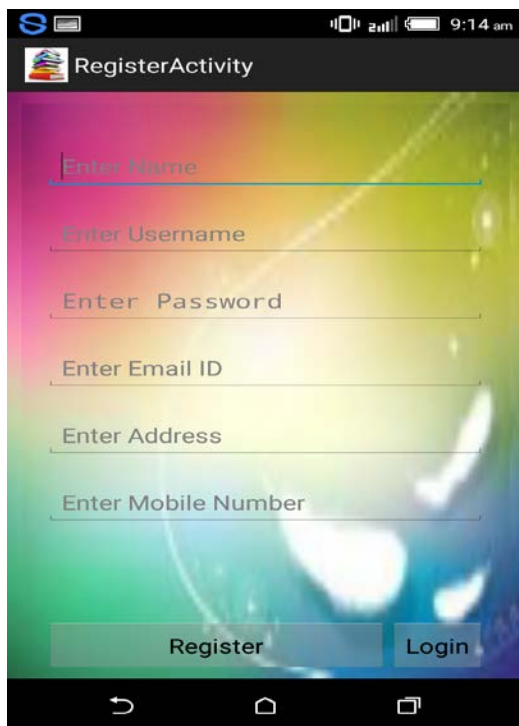 9:14 am
RegisterActivity
Enter Name
Enter Username
Enter Password
Enter Email ID
Enter Address
Enter Mobile Number
Register Login